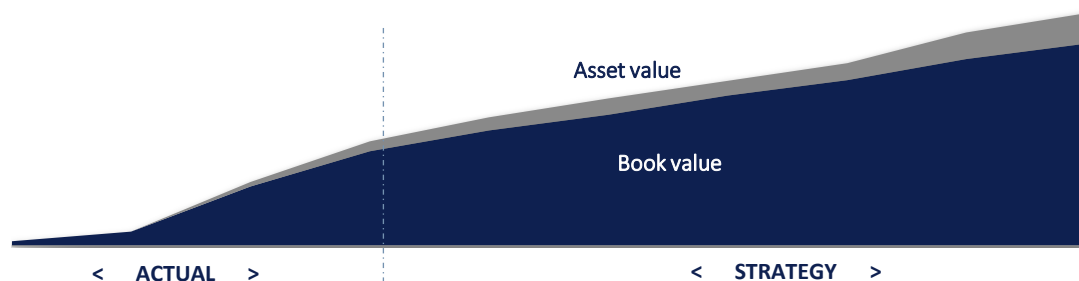 Asset value
Book value
< ACTUAL >
< STRATEGY >